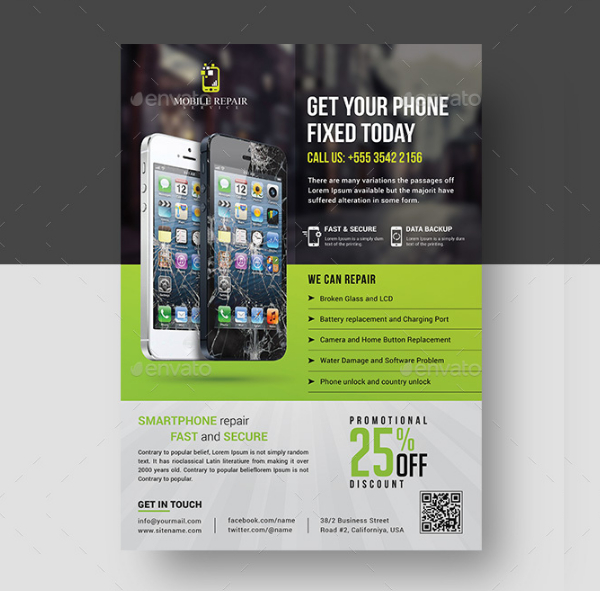 MOBILE REPAIR
SERVICE
GET YOUR PHONE
FIXED TODAY
CALL US: +555 3542 2156
There are many variations the passages off
Lorem Ipsum available but the majorit have
suffered alteration in some form.
FAST & SECURE
Lorem Ipsum is a simply dam
text of the printing.
DATA BACKUP
Lorem Ipsum is a simply dam
text of the printing.
WE CAN REPAIR
Broken Glass and LCD
Battery replacement and Charging Port
Camera and Home Button Replacement
Water Damage and Software Problem
Phone unlock and country unlock
SMARTPHONE repair
FAST and SECURE
Contrary to popular belief, Lorem Ipsum is not simply random
text. It has rioclassical Latin literatiure from making it over
2000 years old. Contrary to popular belieflorem Ipsum is not
Contrary to popular.
PROMOTIONAL
25% OFF
DISCOUNT
GET IN TOUCH
info@yourmail.com
www.sitename.com
facebook.com/name
twitter.com/@name
38/2 Business Street
Road #2, Californiya, USA
envato
envato
envato
envato